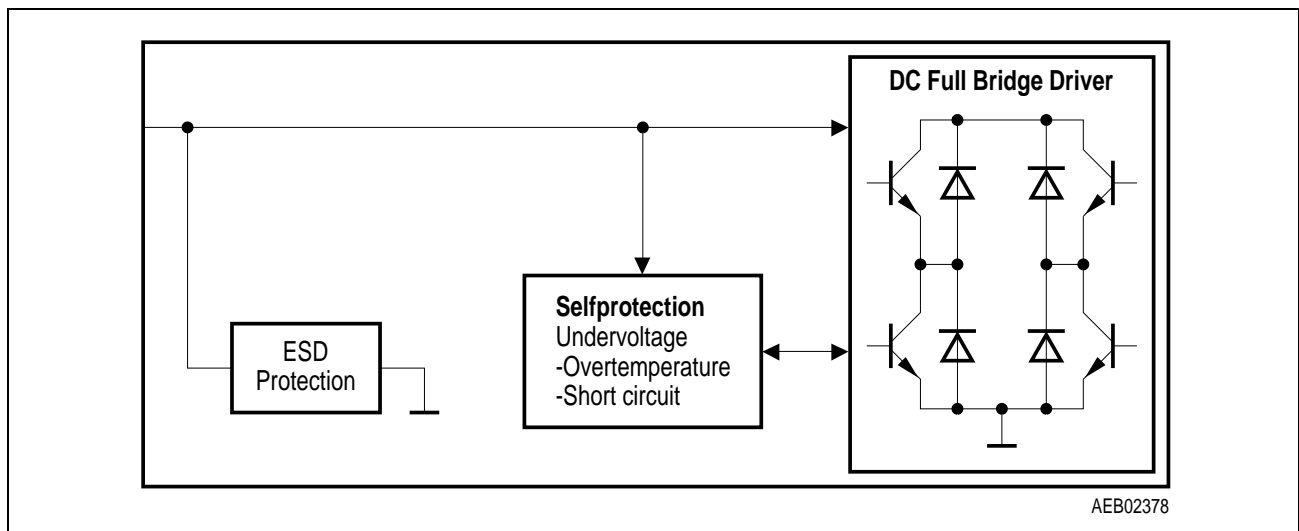 DC Full Bridge Driver
Selfprotection
Undervoltage
-Overtemperature
-Short circuit
ESD
Protection
AEB02378